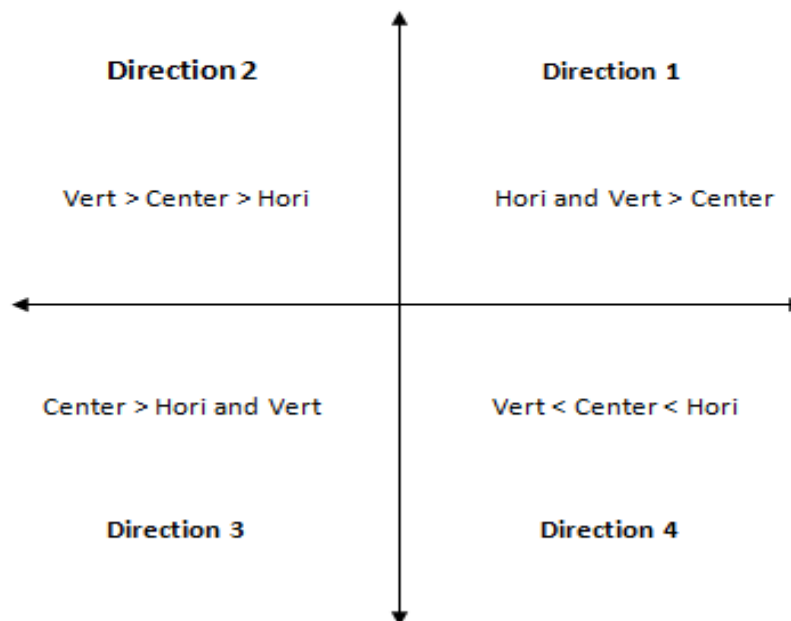 Direction 2
Direction 1
Vert > Center > Hori
Hori and Vert > Center
Center > Hori and Vert
Vert < Center < Hori
Direction 3
Direction 4